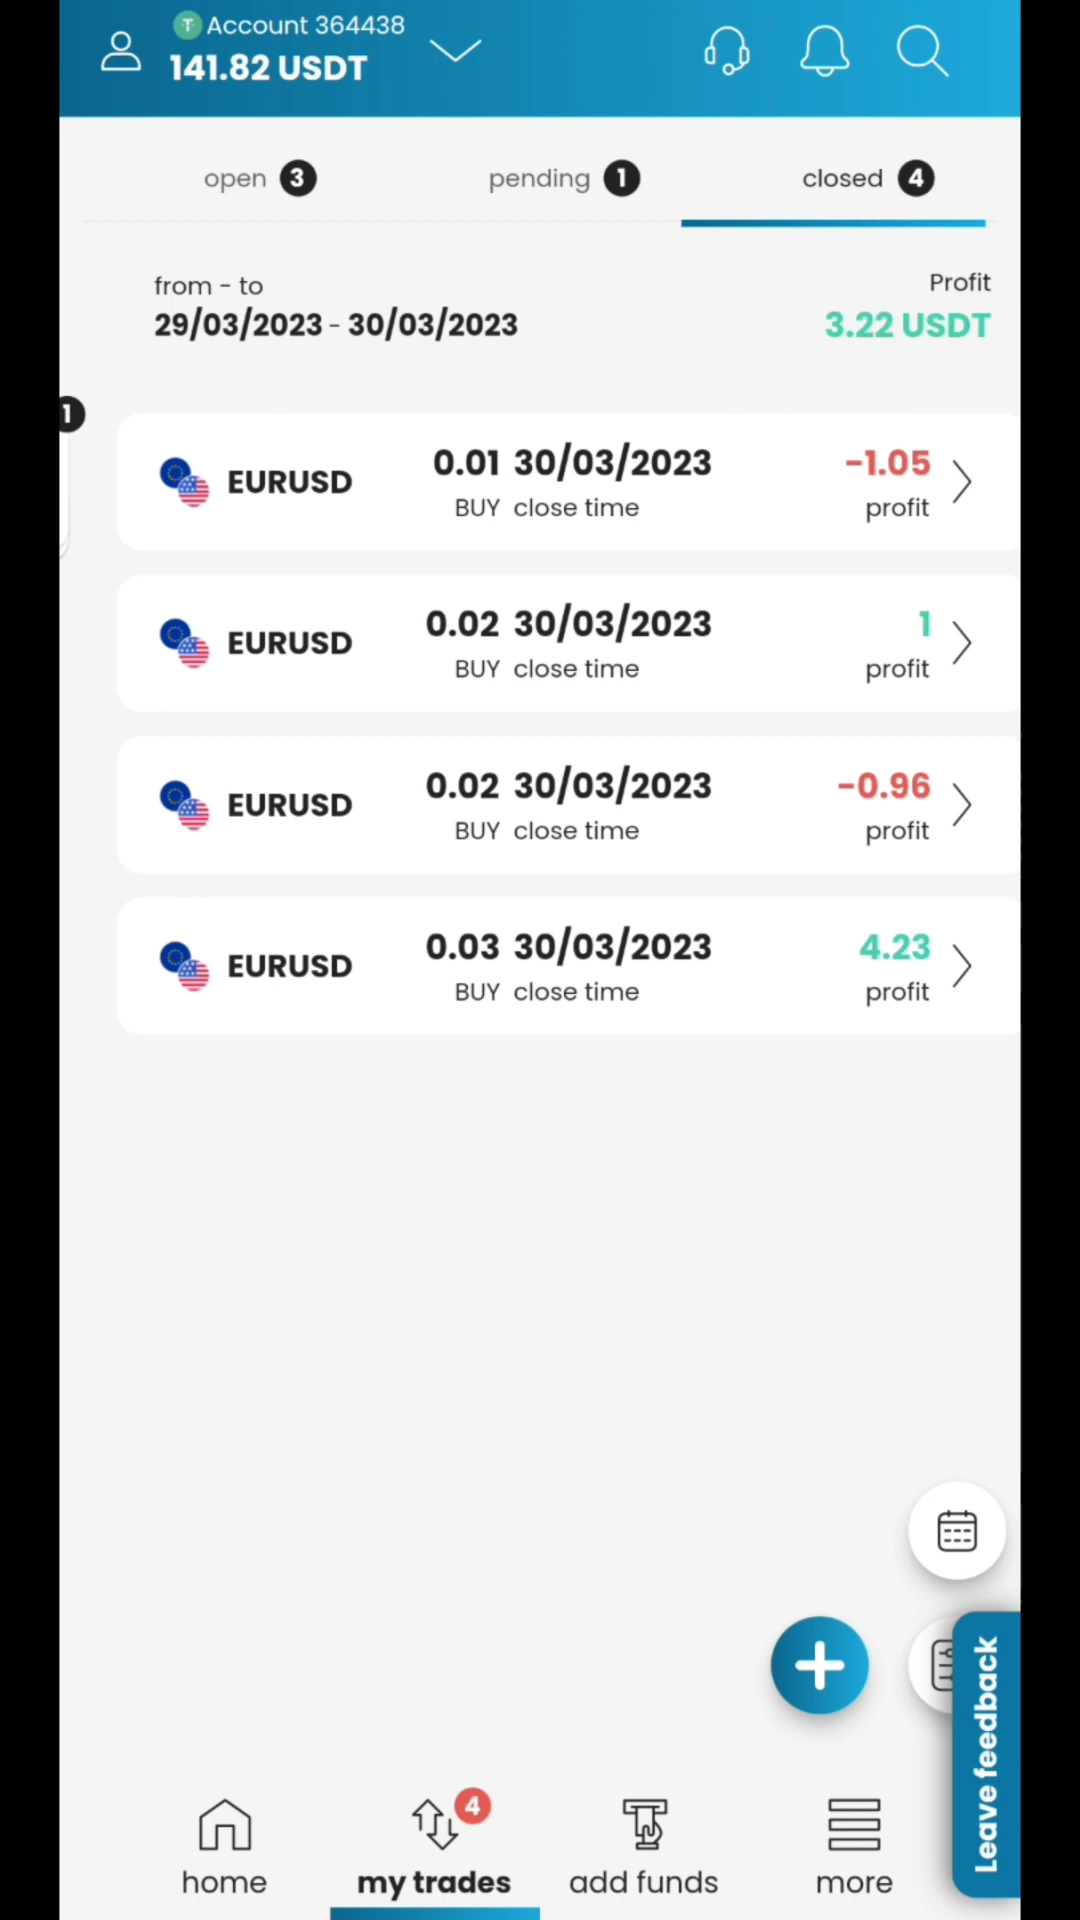 Account 364438
141.82 USDT
open 3
pending 1
closed 4
from - to
Profit
29/03/2023 - 30/03/2023
3.22 USDT
1
EURUSD
0.01 30/03/2023
-1.05
BUY close time
profit
EURUSD
0.02 30/03/2023
1
BUY close time
profit
EURUSD
0.02 30/03/2023
-0.96
BUY close time
profit
EURUSD
0.03 30/03/2023
4.23
BUY close time
profit
Leave feedback
4
home
my trades
add funds
more